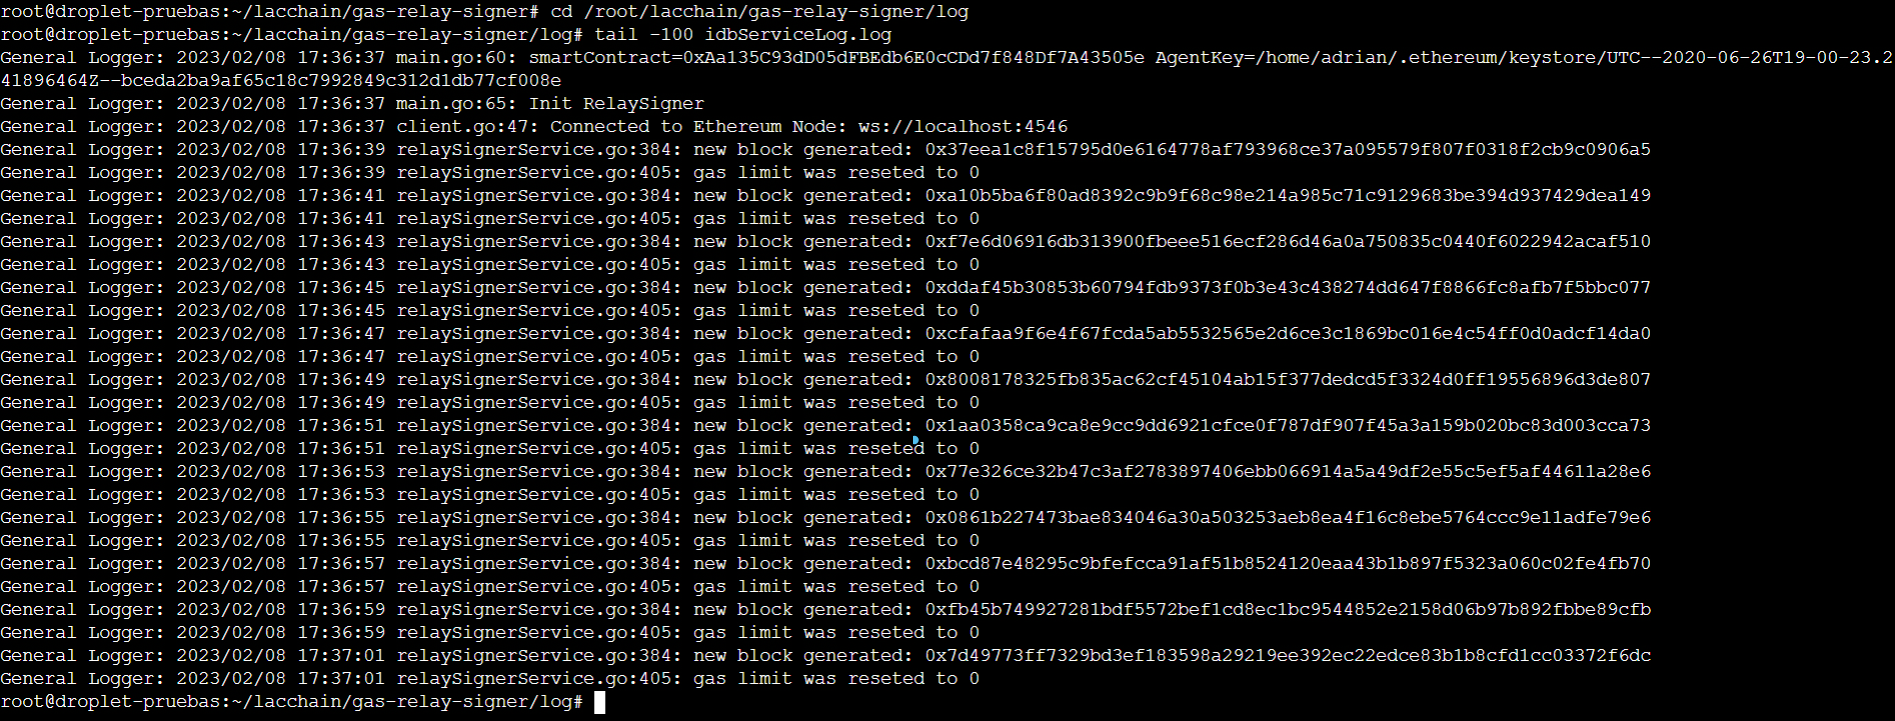 root@droplet-pruebas:~/lacchain/gas-relay-signer# cd /root/lacchain/gas-relay-signer/log
root@droplet-pruebas:~/lacchain/gas-relay-signer/log# tail -100 idbServiceLog.log
General Logger: 2023/02/08 17:36:37 main.go:60: smartContract=0xAa135C93dD05dFBEdb6E0cCDd7f848Df7A43505e AgentKey=/home/adrian/.ethereum/keystore/UTC--2020-06-26T19-00-23.2
41896464Z--bceda2ba9af65c18c7992849c312d1db77cf008e
General Logger: 2023/02/08 17:36:37 main.go:65: Init RelaySigner
General Logger: 2023/02/08 17:36:37 client.go:47: Connected to Ethereum Node: ws://localhost:4546
General Logger: 2023/02/08 17:36:39 relaySignerService.go:384: new block generated: 0x37eea1c8f15795d0e6164778af793968ce37a095579f807f0318f2cb9c0906a5
General Logger: 2023/02/08 17:36:39 relaySignerService.go:405: gas limit was reseted to 0
General Logger: 2023/02/08 17:36:41 relaySignerService.go:384: new block generated: 0xa10b5ba6f80ad8392c9b9f68c98e214a985c71c9129683be394d937429dea149
General Logger: 2023/02/08 17:36:41 relaySignerService.go:405: gas limit was reseted to 0
General Logger: 2023/02/08 17:36:43 relaySignerService.go:384: new block generated: 0xf7e6d06916db313900fbeee516ecf286d46a0a750835c0440f6022942acaf510
General Logger: 2023/02/08 17:36:43 relaySignerService.go:405: gas limit was reseted to 0
General Logger: 2023/02/08 17:36:45 relaySignerService.go:384: new block generated: 0xddaf45b30853b60794fdb9373f0b3e43c438274dd647f8866fc8afb7f5bbc077
General Logger: 2023/02/08 17:36:45 relaySignerService.go:405: gas limit was reseted to 0
General Logger: 2023/02/08 17:36:47 relaySignerService.go:384: new block generated: 0xcfafaa9f6e4f67fcda5ab5532565e2d6ce3c1869bc016e4c54ff0d0adcf14da0
General Logger: 2023/02/08 17:36:47 relaySignerService.go:405: gas limit was reseted to 0
General Logger: 2023/02/08 17:36:49 relaySignerService.go:384: new block generated: 0x8008178325fb835ac62cf45104ab15f377dedcd5f3324d0ff19556896d3de807
General Logger: 2023/02/08 17:36:49 relaySignerService.go:405: gas limit was reseted to 0
General Logger: 2023/02/08 17:36:51 relaySignerService.go:384: new block generated: 0x1aa0358ca9ca8e9cc9dd6921cfce0f787df907f45a3a159b020bc83d003cca73
General Logger: 2023/02/08 17:36:51 relaySignerService.go:405: gas limit was reseted to 0
General Logger: 2023/02/08 17:36:53 relaySignerService.go:384: new block generated: 0x77e326ce32b47c3af2783897406ebb066914a5a49df2e55c5ef5af44611a28e6
General Logger: 2023/02/08 17:36:53 relaySignerService.go:405: gas limit was reseted to 0
General Logger: 2023/02/08 17:36:55 relaySignerService.go:384: new block generated: 0x0861b227473bae834046a30a503253aeb8ea4f16c8ebe5764ccc9e11adfe79e6
General Logger: 2023/02/08 17:36:55 relaySignerService.go:405: gas limit was reseted to 0
General Logger: 2023/02/08 17:36:57 relaySignerService.go:384: new block generated: 0xbcd87e48295c9bfefcca91af51b8524120eaa43b1b897f5323a060c02fe4fb70
General Logger: 2023/02/08 17:36:57 relaySignerService.go:405: gas limit was reseted to 0
General Logger: 2023/02/08 17:36:59 relaySignerService.go:384: new block generated: 0xfb45b749927281bdf5572bef1cd8ec1bc9544852e2158d06b97b892fbbe89cfb
General Logger: 2023/02/08 17:36:59 relaySignerService.go:405: gas limit was reseted to 0
General Logger: 2023/02/08 17:37:01 relaySignerService.go:384: new block generated: 0x7d49773ff7329bd3ef183598a29219ee392ec22edce83b1b8cfd1cc03372f6dc
General Logger: 2023/02/08 17:37:01 relaySignerService.go:405: gas limit was reseted to 0
root@droplet-pruebas:~/lacchain/gas-relay-signer/log#